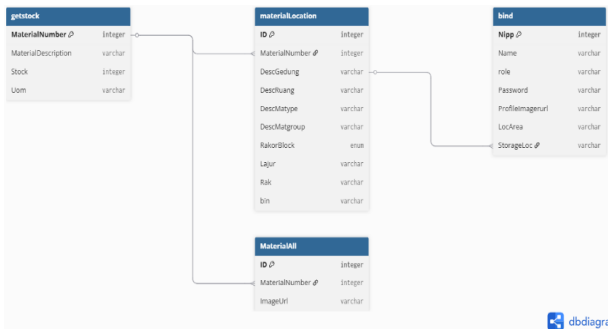 getstock
MaterialNumber integer
MaterialDescription varchar
Stock integer
Uom varchar
materialLocation
ID integer
MaterialNumber integer
DescGedung varchar
DescRuang varchar
DescMatype varchar
DescMatgroup varchar
RakorBlock enum
Lajur varchar
Rak varchar
bin varchar
bind
Nipp integer
Name varchar
role varchar
Password varchar
ProfileImagerurl varchar
LocArea varchar
StorageLoc varchar
MaterialAll
ID integer
MaterialNumber integer
ImageUrl varchar
dbdiagra